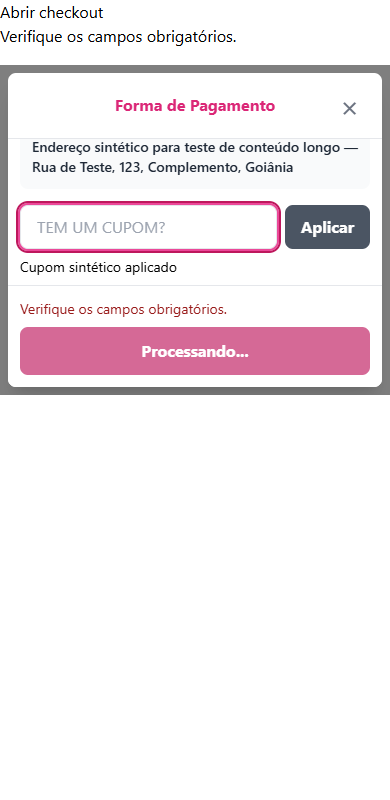 Abrir checkout
Verifique os campos obrigatórios.
Forma de Pagamento ×
Endereço sintético para teste de conteúdo longo —
Rua de Teste, 123, Complemento, Goiânia
TEM UM CUPOM? Aplicar
Cupom sintético aplicado
Verifique os campos obrigatórios.
Processando...